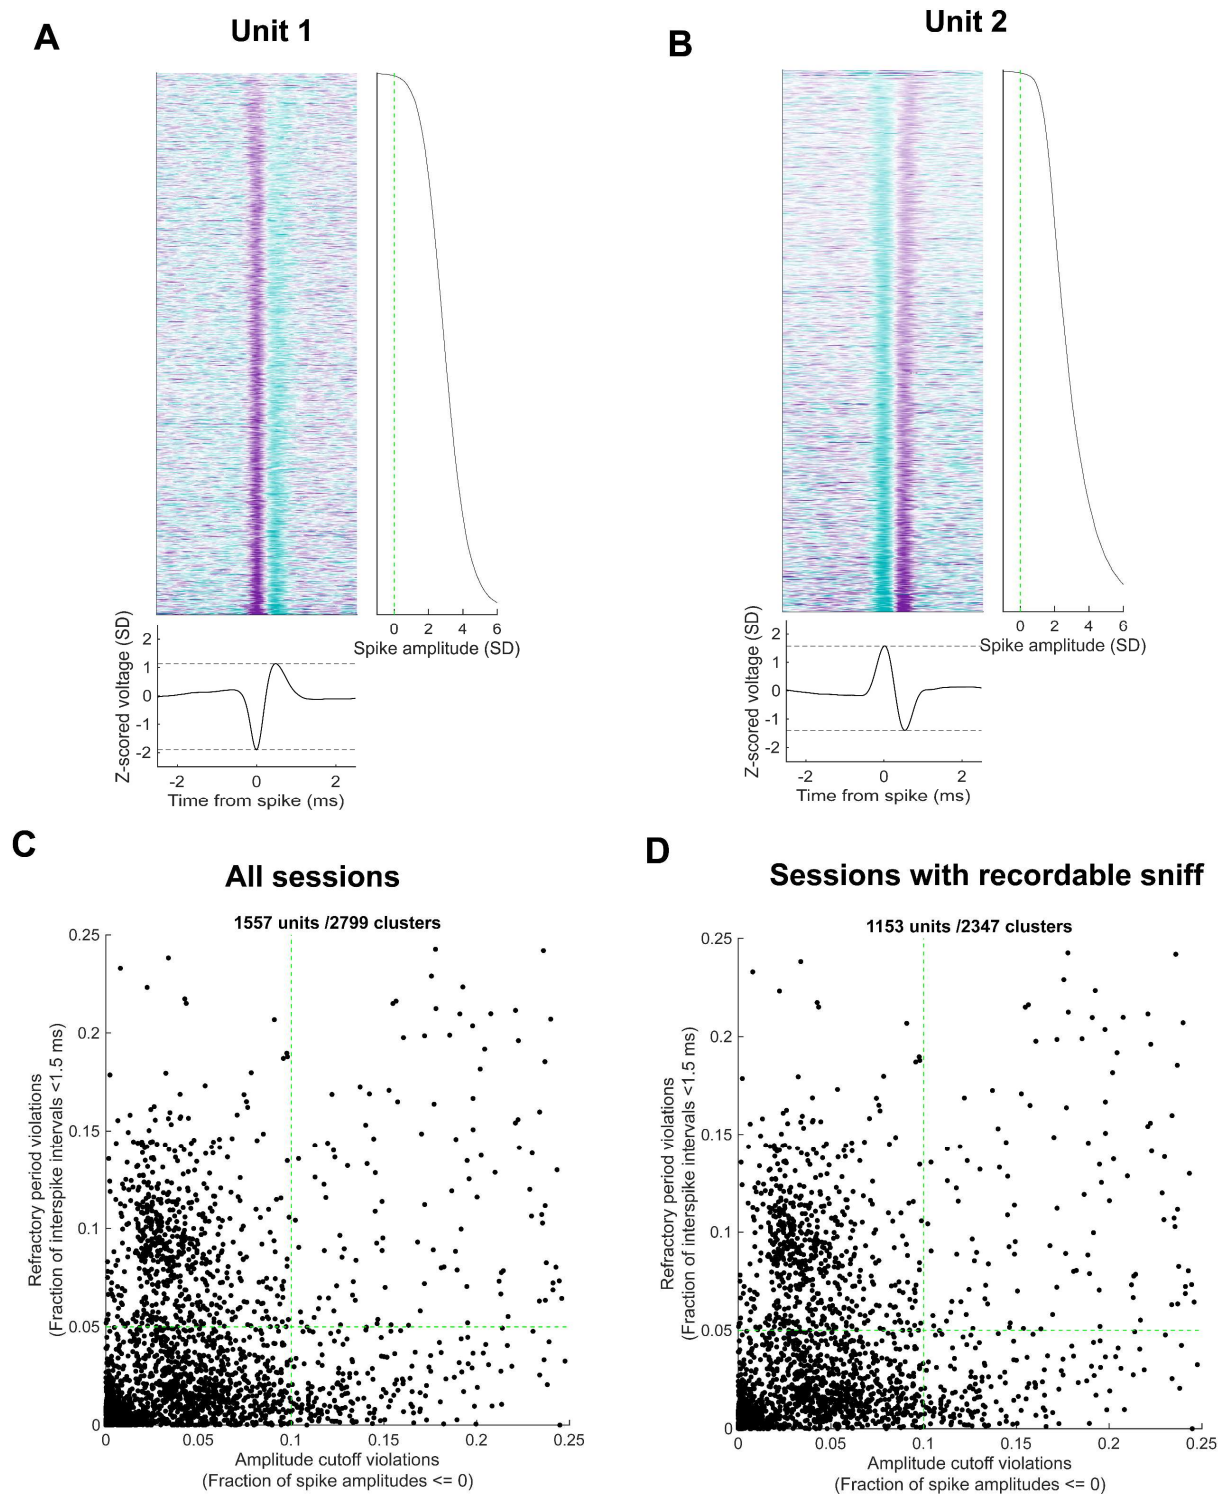 A
Unit 1
B
Unit 2
0 2 4 6
Spike amplitude (SD)
Z-scored voltage (SD)
2
1
0
-1
-2
-2 0 2
Time from spike (ms)
0 2 4 6
Spike amplitude (SD)
Z-scored voltage (SD)
2
1
0
-1
-2
-2 0 2
Time from spike (ms)
C
All sessions
1557 units /2799 clusters
Refractory period violations
(Fraction of interspike intervals <1.5 ms)
0.25
0.2
0.15
0.1
0.05
0
0 0.05 0.1 0.15 0.2 0.25
Amplitude cutoff violations
(Fraction of spike amplitudes <= 0)
D
Sessions with recordable sniff
1153 units /2347 clusters
Refractory period violations
(Fraction of interspike intervals <1.5 ms)
0.25
0.2
0.15
0.1
0.05
0
0 0.05 0.1 0.15 0.2 0.25
Amplitude cutoff violations
(Fraction of spike amplitudes <= 0)